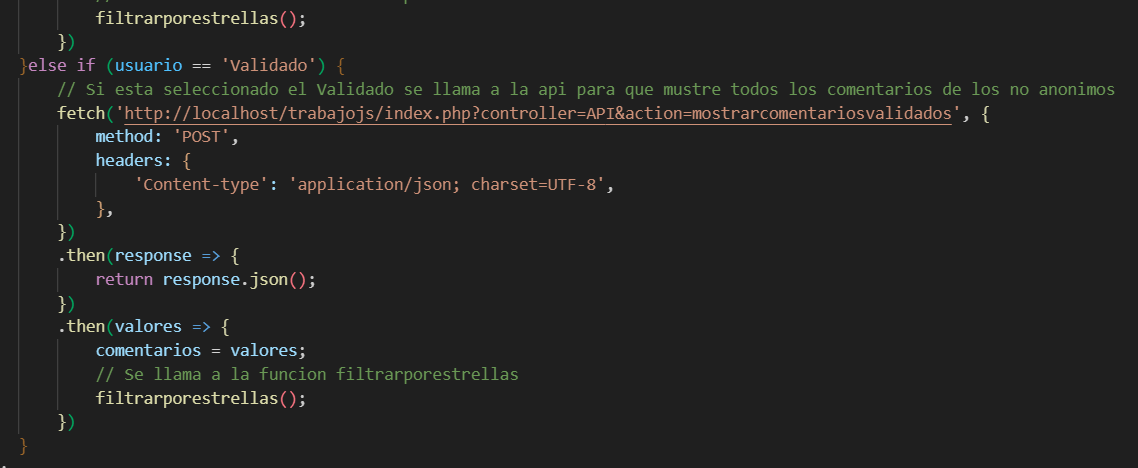 filtrarporestrellas();
})
}else if (usuario == 'Validado') {
// Si esta seleccionado el Validado se llama a la api para que mustre todos los comentarios de los no anonimos
fetch('http://localhost/trabajojs/index.php?controller=API&action=mostrarcomentariosvalidados', {
method: 'POST',
headers: {
'Content-type': 'application/json; charset=UTF-8',
},
})
.then(response => {
return response.json();
})
.then(valores => {
comentarios = valores;
// Se llama a la funcion filtrarporestrellas
filtrarporestrellas();
})
}